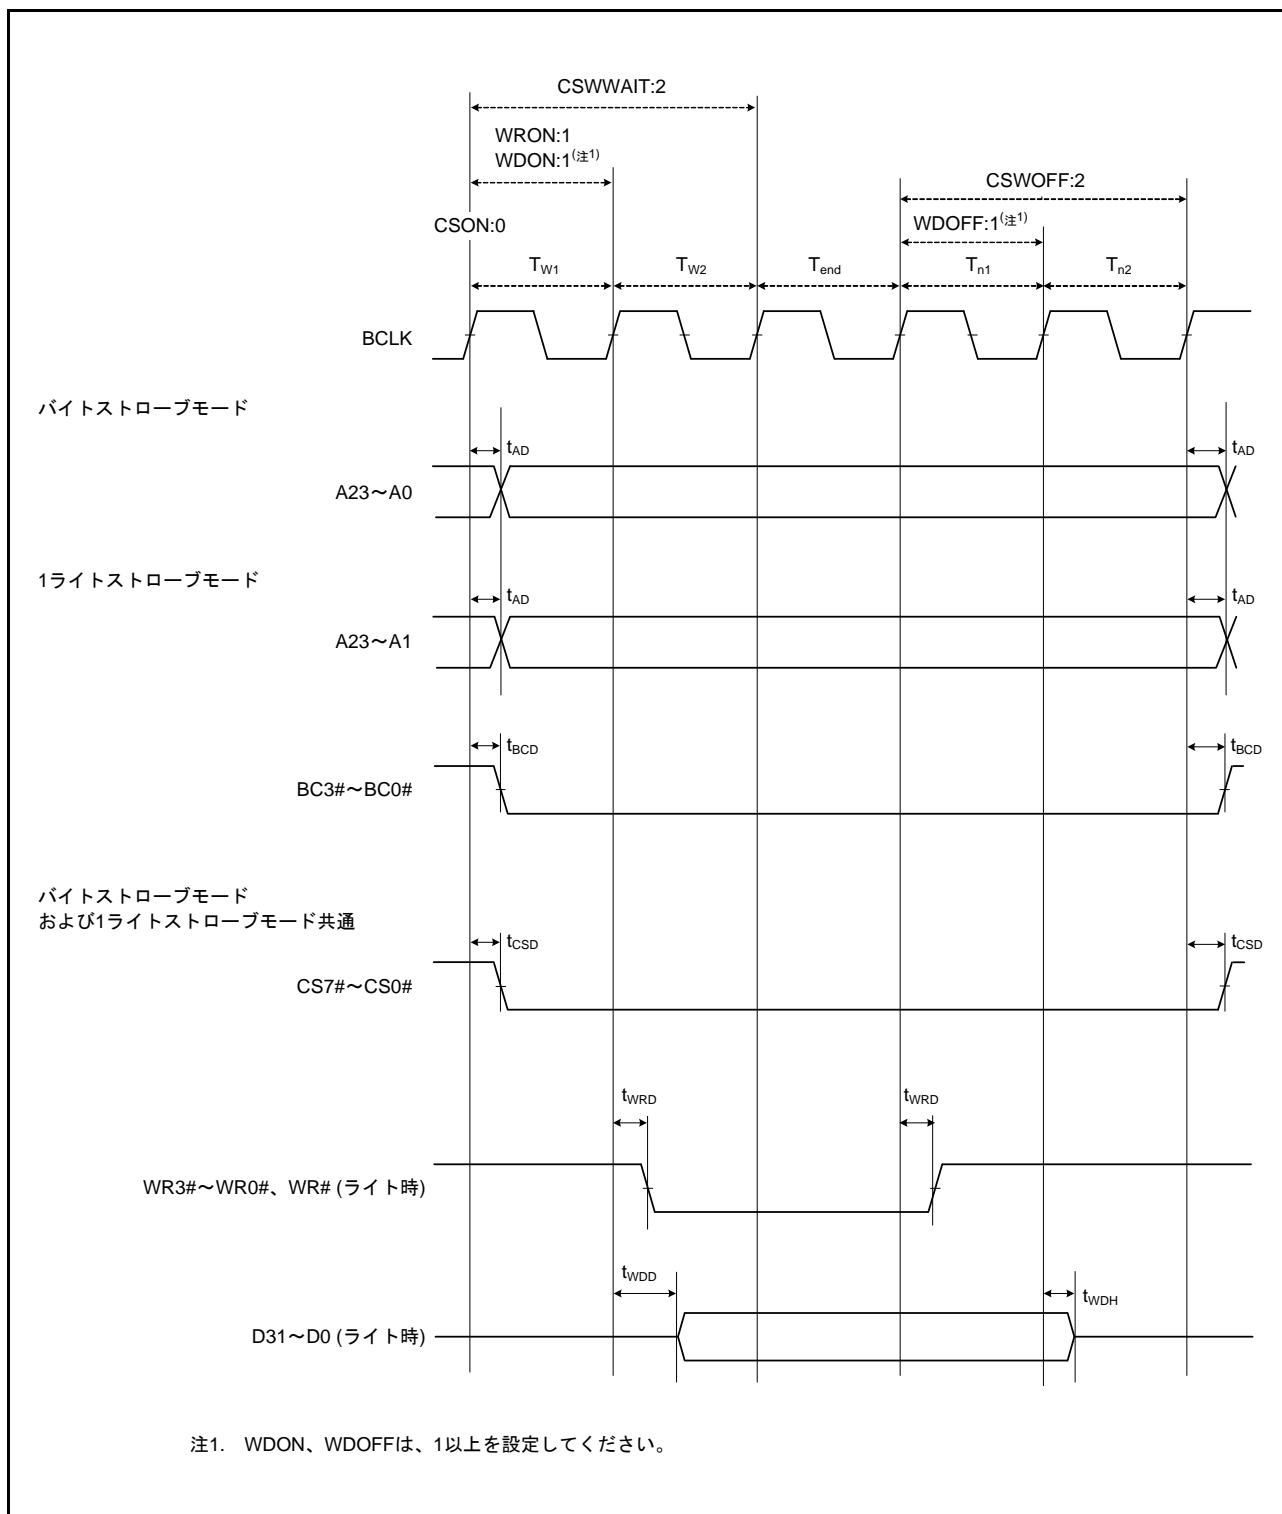 CSWWAIT:2
WRON:1
WDON:1(注1)
CSWOFF:2
CSON:0
WDOFF:1(注1)
TW1 TW2 Tend Tn1 Tn2
BCLK
バイトストローブモード
tAD tAD
A23～A0
1ライトストローブモード
tAD tAD
A23～A1
tBCD tBCD
BC3#～BC0#
バイトストローブモード
および1ライトストローブモード共通
tCSD tCSD
CS7#～CS0#
tWRD tWRD
WR3#～WR0#、WR# (ライト時)
tWDD tWDH
D31～D0 (ライト時)
注1. WDON、WDOFFは、1以上を設定してください。